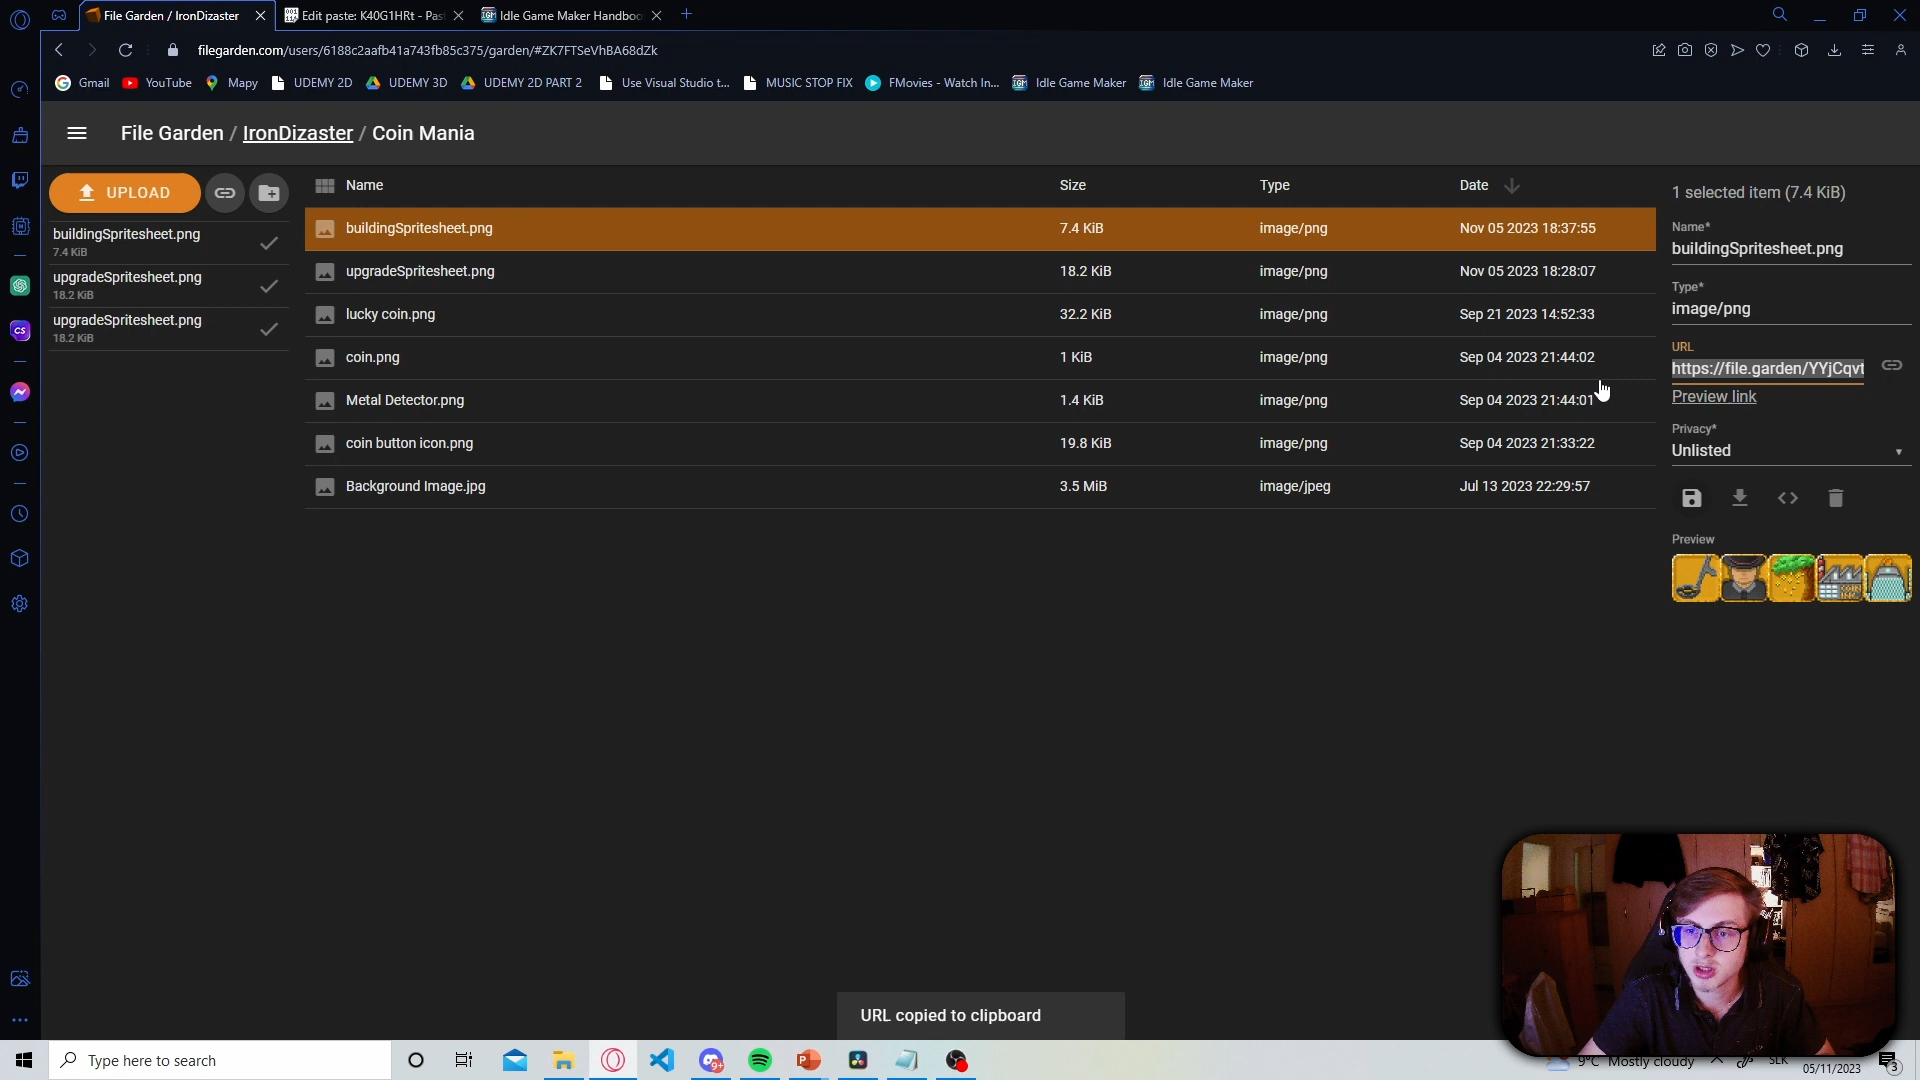 File Garden / IronDizaster
Edit paste: K40G1HRt - Pas
Idle Game Maker Handboo
filegarden.com/users/6188c2aafb41a743fb85c375/garden/#ZK7FTSeVhBA68dZk
Gmail
YouTube
Mapy
UDEMY 2D
UDEMY 3D
UDEMY 2D PART 2
Use Visual Studio t...
MUSIC STOP FIX
FMovies - Watch In...
Idle Game Maker
Idle Game Maker
File Garden / IronDizaster / Coin Mania
UPLOAD
buildingSpritesheet.png
7.4 KiB
upgradeSpritesheet.png
18.2 KiB
upgradeSpritesheet.png
18.2 KiB
Name Size Type Date
buildingSpritesheet.png 7.4 KiB image/png Nov 05 2023 18:37:55
upgradeSpritesheet.png 18.2 KiB image/png Nov 05 2023 18:28:07
lucky coin.png 32.2 KiB image/png Sep 21 2023 14:52:33
coin.png 1 KiB image/png Sep 04 2023 21:44:02
Metal Detector.png 1.4 KiB image/png Sep 04 2023 21:44:01
coin button icon.png 19.8 KiB image/png Sep 04 2023 21:33:22
Background Image.jpg 3.5 MiB image/jpeg Jul 13 2023 22:29:57
1 selected item (7.4 KiB)
Name*
buildingSpritesheet.png
Type*
image/png
URL
https://file.garden/YYjCqvt
Preview link
Privacy*
Unlisted
Preview
URL copied to clipboard
Type here to search
9°C Mostly cloudy
SLK
05/11/2023
3